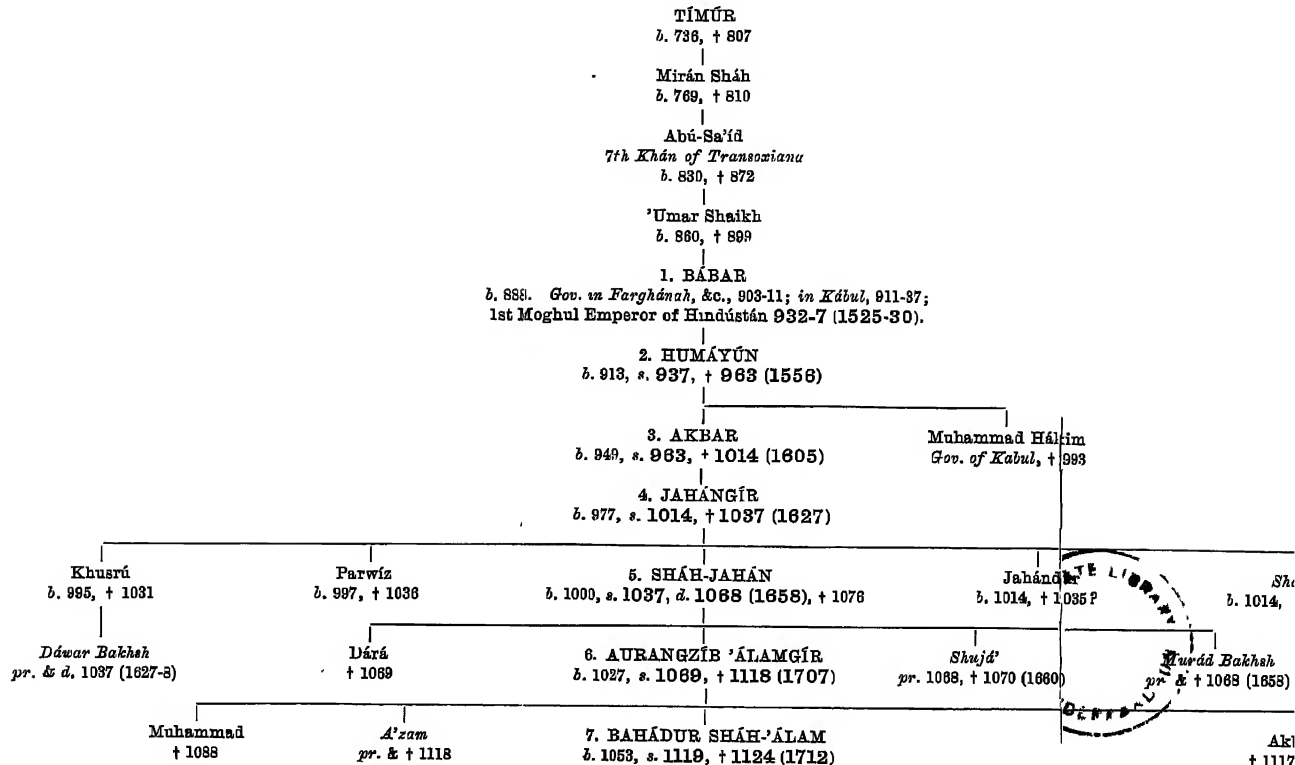 TÍMÚR
b. 736, † 807
Mirán Sháh
b. 769, † 810
Abú-Sa’íd
7th Khán of Transoxiana
b. 830, † 872
’Umar Shaikh
b. 860, † 899
1. BÁBAR
b. 888. Gov. in Farghánah, &c., 903-11; in Kábul, 911-37;
1st Moghul Emperor of Hindústán 932-7 (1525-30).
2. HUMÁYÚN
b. 913, s. 937, † 963 (1556)
3. AKBAR
b. 949, s. 963, † 1014 (1605)
Muhammad Hákim
Gov. of Kabul, † 993
4. JAHÁNGÍR
b. 977, s. 1014, † 1037 (1627)
Khusrú
b. 995, † 1031
Parwíz
b. 997, † 1036
5. SHÁH-JAHÁN
b. 1000, s. 1037, d. 1068 (1658), † 1076
Jahándár
b. 1014, † 1035?
b. 1014,
Dáwar Bakhsh
pr. & d. 1037 (1627-8)
Dárá
† 1069
6. AURANGZÍB ’ÁLAMGÍR
b. 1027, s. 1069, † 1118 (1707)
Shujá’
pr. 1068, † 1070 (1660)
Murád Bakhsh
pr. & † 1068 (1658)
Muhammad
† 1088
A’zam
pr. & † 1118
7. BAHÁDUR SHÁH-’ÁLAM
b. 1053, s. 1119, † 1124 (1712)
† 1117
LIBRARY